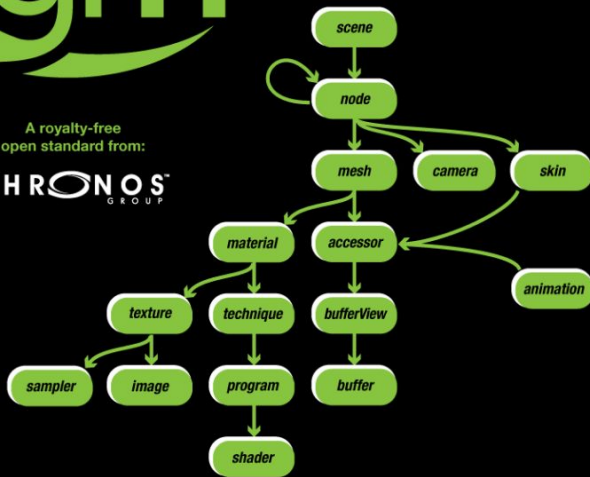 scene
node
A royalty-free
open standard from:
HRONOS™
GROUP
mesh
camera
skin
material
accessor
animation
texture
technique
bufferView
sampler
image
program
buffer
shader